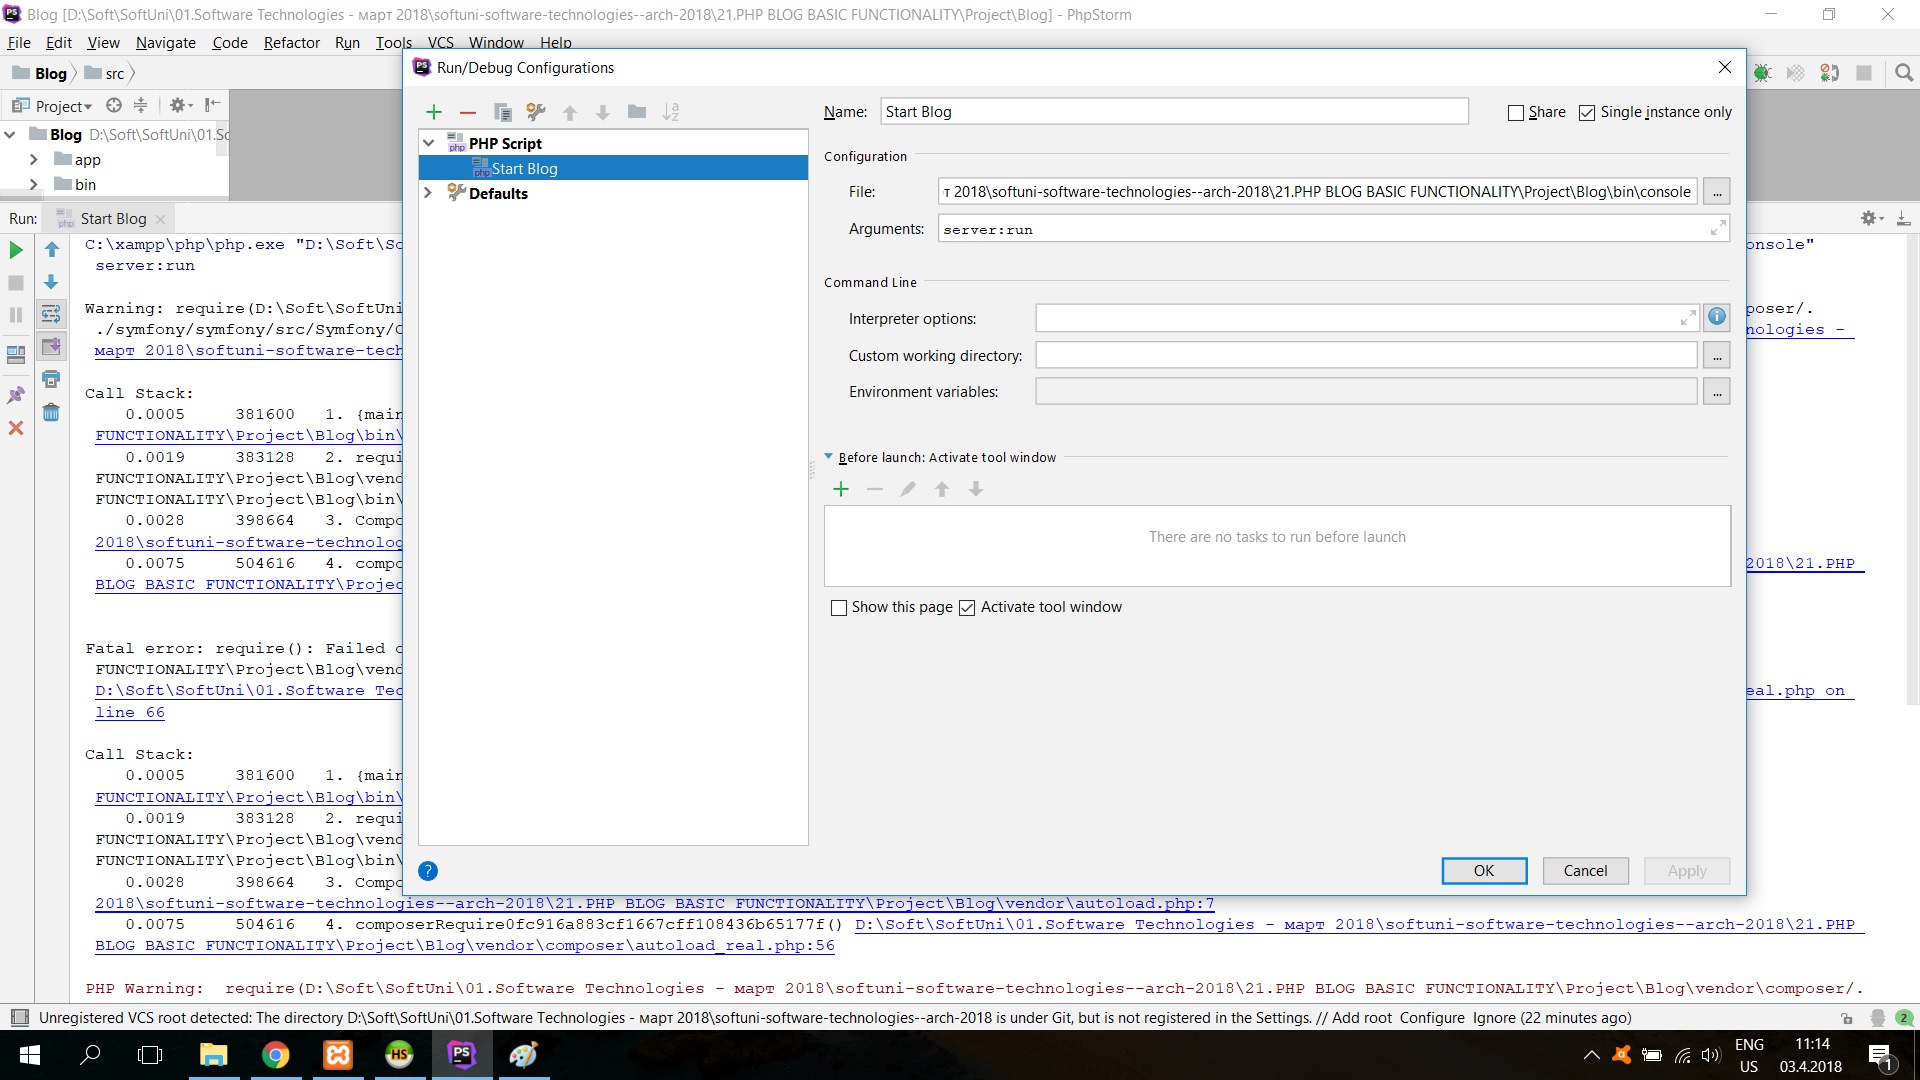 Blog [D:\Soft\SoftUni\01.Software Technologies - март 2018\softuni-software-technologies--arch-2018\21.PHP BLOG BASIC FUNCTIONALITY\Project\Blog] - PhpStorm
File Edit View Navigate Code Refactor Run Tools VCS Window Help
Blog src
Project
Blog D:\Soft\SoftUni\01.So
app
bin
Run: Start Blog
C:\xampp\php\php.exe "D:\Soft\So
onsole"
server:run
Warning: require(D:\Soft\SoftUni
poser/.
./symfony/symfony/src/Symfony/C
nologies -
март 2018\softuni-software-tech
Call Stack:
0.0005 381600 1. {main
FUNCTIONALITY\Project\Blog\bin\
0.0019 383128 2. requi
FUNCTIONALITY\Project\Blog\vend
FUNCTIONALITY\Project\Blog\bin\
0.0028 398664 3. Compo
2018\softuni-software-technolog
0.0075 504616 4. compo
2018\21.PHP
BLOG BASIC FUNCTIONALITY\Projec
Fatal error: require(): Failed o
FUNCTIONALITY\Project\Blog\vend
D:\Soft\SoftUni\01.Software Tec
eal.php on
line 66
Call Stack:
0.0005 381600 1. {main
FUNCTIONALITY\Project\Blog\bin\
0.0019 383128 2. requi
FUNCTIONALITY\Project\Blog\vend
FUNCTIONALITY\Project\Blog\bin\
0.0028 398664 3. Compo
2018\softuni-software-technologies--arch-2018\21.PHP BLOG BASIC FUNCTIONALITY\Project\Blog\vendor\autoload.php:7
0.0075 504616 4. composerRequire0fc916a883cf1667cff108436b65177f() D:\Soft\SoftUni\01.Software Technologies - март 2018\softuni-software-technologies--arch-2018\21.PHP
BLOG BASIC FUNCTIONALITY\Project\Blog\vendor\composer\autoload_real.php:56
PHP Warning: require(D:\Soft\SoftUni\01.Software Technologies - март 2018\softuni-software-technologies--arch-2018\21.PHP BLOG BASIC FUNCTIONALITY\Project\Blog\vendor\composer/.
Run/Debug Configurations
PHP Script
Start Blog
Defaults
Name: Start Blog
Share Single instance only
Configuration
File: т 2018\softuni-software-technologies--arch-2018\21.PHP BLOG BASIC FUNCTIONALITY\Project\Blog\bin\console ...
Arguments: server:run
Command Line
Interpreter options:
Custom working directory: ...
Environment variables: ...
Before launch: Activate tool window
There are no tasks to run before launch
Show this page Activate tool window
? OK Cancel Apply
Unregistered VCS root detected: The directory D:\Soft\SoftUni\01.Software Technologies - март 2018\softuni-software-technologies--arch-2018 is under Git, but is not registered in the Settings. // Add root Configure Ignore (22 minutes ago)
2
HS PS
ENG
US
11:14
03.4.2018
1